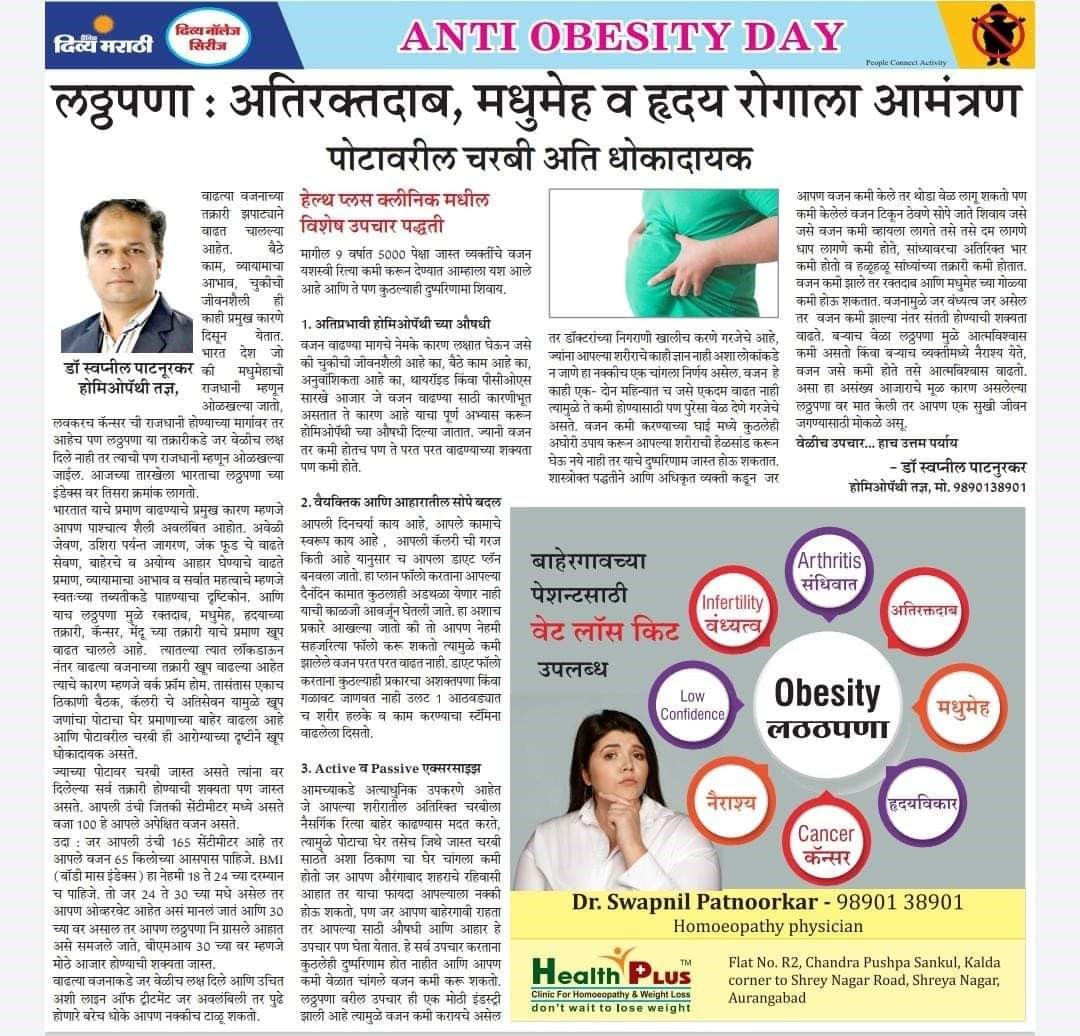 दैनिक
दिव्य मराठी
दिव्य नॉलेज
सिरीज
ANTI OBESITY DAY
People Connect Activity
लठ्ठपणा : अतिरक्तदाब, मधुमेह व हृदय रोगाला आमंत्रण
पोटावरील चरबी अति धोकादायक
डॉ स्वप्नील पाटनूरकर
होमिओपॅथी तज्ञ,
वाढत्या वजनाच्या
तक्रारी झपाट्याने
वाढत चालल्या
आहेत. बैठे
काम, व्यायामाचा
आभाव, चुकीची
जीवनशैली ही
काही प्रमुख कारणे
दिसून येतात.
भारत देश जो
की मधुमेहाची
राजधानी म्हणून
ओळखल्या जातो,
लवकरच कॅन्सर ची राजधानी होण्याच्या मार्गावर तर
आहेच पण लठ्ठपणा या तक्रारीकडे जर वेळीच लक्ष
दिले नाही तर त्याची पण राजधानी म्हणून ओळखल्या
जाईल. आजच्या तारखेला भारताचा लठ्ठपणा च्या
इंडेक्स वर तिसरा क्रमांक लागतो.
भारतात याचे प्रमाण वाढण्याचे प्रमुख कारण म्हणजे
आपण पाश्चात्य शैली अवलंबित आहोत. अवेळी
जेवण, उशिरा पर्यन्त जागरण, जंक फूड चे वाढते
सेवण, बाहेरचे व अयोग्य आहार घेण्याचे वाढते
प्रमाण, व्यायामाचा आभाव व सर्वात महत्वाचे म्हणजे
स्वतःच्या तब्यतीकडे पाहण्याचा दृष्टिकोन. आणि
याच लठ्ठपणा मुळे रक्तदाब, मधुमेह, हृदयाच्या
तक्रारी, कॅन्सर, मेंदू च्या तक्रारी याचे प्रमाण खूप
वाढत चालले आहे. त्यातल्या त्यात लॉकडाऊन
नंतर वाढत्या वजनाच्या तक्रारी खूप वाढल्या आहेत
त्याचे कारण म्हणजे वर्क फ्रॉम होम. तासंतास एकाच
ठिकाणी बैठक, कॅलरी चे अतिसेवन यामुळे खूप
जणांचा पोटाचा घेर प्रमाणाच्या बाहेर वाढला आहे
आणि पोटावरील चरबी ही आरोग्याच्या दृष्टीने खूप
धोकादायक असते.
ज्याच्या पोटावर चरबी जास्त असते त्यांना वर
दिलेल्या सर्व तक्रारी होण्याची शक्यता पण जास्त
असते. आपली उंची जितकी सेंटीमीटर मध्ये असते
वजा 100 हे आपले अपेक्षित वजन असते.
उदा : जर आपली उंची 165 सेंटीमीटर आहे तर
आपले वजन 65 किलोच्या आसपास पाहिजे. BMI
(बॉडी मास इंडेक्स) हा नेहमी 18 ते 24 च्या दरम्यान
च पाहिजे. तो जर 24 ते 30 च्या मधे असेल तर
आपण ओव्हरवेट आहेत असं मानलं जातं आणि 30
च्या वर असाल तर आपण लठ्ठपणा नि ग्रासले आहात
असे समजले जाते, बीएमआय 30 च्या वर म्हणजे
मोठे आजार होण्याची शक्यता जास्त.
वाढत्या वजनाकडे जर वेळीच लक्ष दिले आणि उचित
अशी लाइन ऑफ ट्रीटमेंट जर अवलंबिली तर पुढे
होणारे बरेच धोके आपण नक्कीच टाळू शकतो.
हेल्थ प्लस क्लीनिक मधील
विशेष उपचार पद्धती
मागील 9 वर्षात 5000 पेक्षा जास्त व्यक्तींचे वजन
यशस्वी रित्या कमी करून देण्यात आम्हाला यश आले
आहे आणि ते पण कुठल्याही दुष्परिणामा शिवाय.
1. अतिप्रभावी होमिओपॅथी च्या औषधी
वजन वाढण्या मागचे नेमके कारण लक्षात घेऊन जसे
की चुकीची जीवनशैली आहे का, बैठे काम आहे का,
अनुवांशिकता आहे का, थायरॉइड किंवा पीसीओएस
सारखे आजार जे वजन वाढण्या साठी कारणीभूत
असतात ते कारण आहे याचा पूर्ण अभ्यास करून
होमिओपॅथी च्या औषधी दिल्या जातात. ज्यानी वजन
तर कमी होतच पण ते परत परत वाढण्याच्या शक्यता
पण कमी होते.
2. वैयक्तिक आणि आहारातील सोपे बदल
आपली दिनचर्या काय आहे, आपले कामाचे
स्वरूप काय आहे , आपली कॅलरी ची गरज
किती आहे यानुसार च आपला डाएट प्लॅन
बनवला जातो. हा प्लान फॉलो करताना आपल्या
दैनंदिन कामात कुठलाही अडथळा येणार नाही
याची काळजी आवर्जून घेतली जाते. हा अशाच
प्रकारे आखल्या जातो की तो आपण नेहमी
सहजरित्या फॉलो करू शकतो त्यामुळे कमी
झालेले वजन परत परत वाढत नाही. डाएट फॉलो
करताना कुठल्याही प्रकारचा अशक्तपणा किंवा
गळावट जाणवत नाही उलट 1 आठवड्यात
च शरीर हलके व काम करण्याचा स्टॅमिना
वाढलेला दिसतो.
3. Active व Passive एक्सरसाइझ
आमच्याकडे अत्याधुनिक उपकरणे आहेत
जे आपल्या शरीरातील अतिरिक्त चरबीला
नैसर्गिक रित्या बाहेर काढण्यास मदत करते,
त्यामुळे पोटाचा घेर तसेच जिथे जास्त चरबी
साठते अशा ठिकाण चा घेर चांगला कमी
होतो जर आपण औरंगाबाद शहराचे रहिवासी
आहात तर याचा फायदा आपल्याला नक्की
होऊ शकतो, पण जर आपण बाहेरगावी राहता
तर आपल्या साठी औषधी आणि आहार हे
उपचार पण घेता येतात. हे सर्व उपचार करताना
कुठलेही दुष्परिणाम होत नाहीत आणि आपण
कमी वेळात चांगले वजन कमी करू शकतो.
लठ्ठपणा वरील उपचार ही एक मोठी इंडस्ट्री
झाली आहे त्यामुळे वजन कमी करायचे असेल
तर डॉक्टरांच्या निगराणी खालीच करणे गरजेचे आहे,
ज्यांना आपल्या शरीराचे काही ज्ञान नाही अशा लोकांकडे
न जाणे हा नक्कीच एक चांगला निर्णय असेल. वजन हे
काही एक- दोन महिन्यात च जसे एकदम वाढत नाही
त्यामुळे ते कमी होण्यासाठी पण पुरेसा वेळ देणे गरजेचे
असते. वजन कमी करण्याच्या घाई मध्ये कुठलेही
अघोरी उपाय करून आपल्या शरीराची हेळसांड करून
घेऊ नये नाही तर याचे दुष्परिणाम जास्त होऊ शकतात.
शास्त्रोक्त पद्धतीने आणि अधिकृत व्यक्ती कडून जर
आपण वजन कमी केले तर थोडा वेळ लागू शकतो पण
कमी केलेलं वजन टिकून ठेवणे सोपे जाते शिवाय जसे
जसे वजन कमी व्हायला लागते तसे तसे दम लागणे
धाप लागणे कमी होते, सांध्यावरचा अतिरिक्त भार
कमी होतो व हळूहळू सांध्यांच्या तक्रारी कमी होतात.
वजन कमी झाले तर रक्तदाब आणि मधुमेह च्या गोळ्या
कमी होऊ शकतात. वजनामुळे जर वंध्यत्व जर असेल
तर वजन कमी झाल्या नंतर संतती होण्याची शक्यता
वाढते. बऱ्याच वेळा लठ्ठपणा मुळे आत्मविश्वास
कमी असतो किंवा बऱ्याच व्यक्तींमध्ये नैराश्य येते,
वजन जसे कमी होते तसे आत्मविश्वास वाढतो.
असा हा असंख्य आजाराचे मूळ कारण असलेल्या
लठ्ठपणा वर मात केली तर आपण एक सुखी जीवन
जगण्यासाठी मोकळे असू.
वेळीच उपचार... हाच उत्तम पर्याय
– डॉ स्वप्नील पाटनुरकर
होमिओपॅथी तज्ञ, मो. 9890138901
बाहेरगावच्या
पेशन्टसाठी
वेट लॉस किट
उपलब्ध
Arthritis
संधिवात
Infertility
वंध्यत्व
अतिरक्तदाब
Low
Confidence
Obesity
लठठपणा
मधुमेह
नैराश्य
हृदयविकार
Cancer
कॅन्सर
Dr. Swapnil Patnoorkar - 98901 38901
Homoeopathy physician
Health Plus TM
Clinic For Homoeopathy & Weight Loss
don't wait to lose weight
Flat No. R2, Chandra Pushpa Sankul, Kalda
corner to Shrey Nagar Road, Shreya Nagar,
Aurangabad